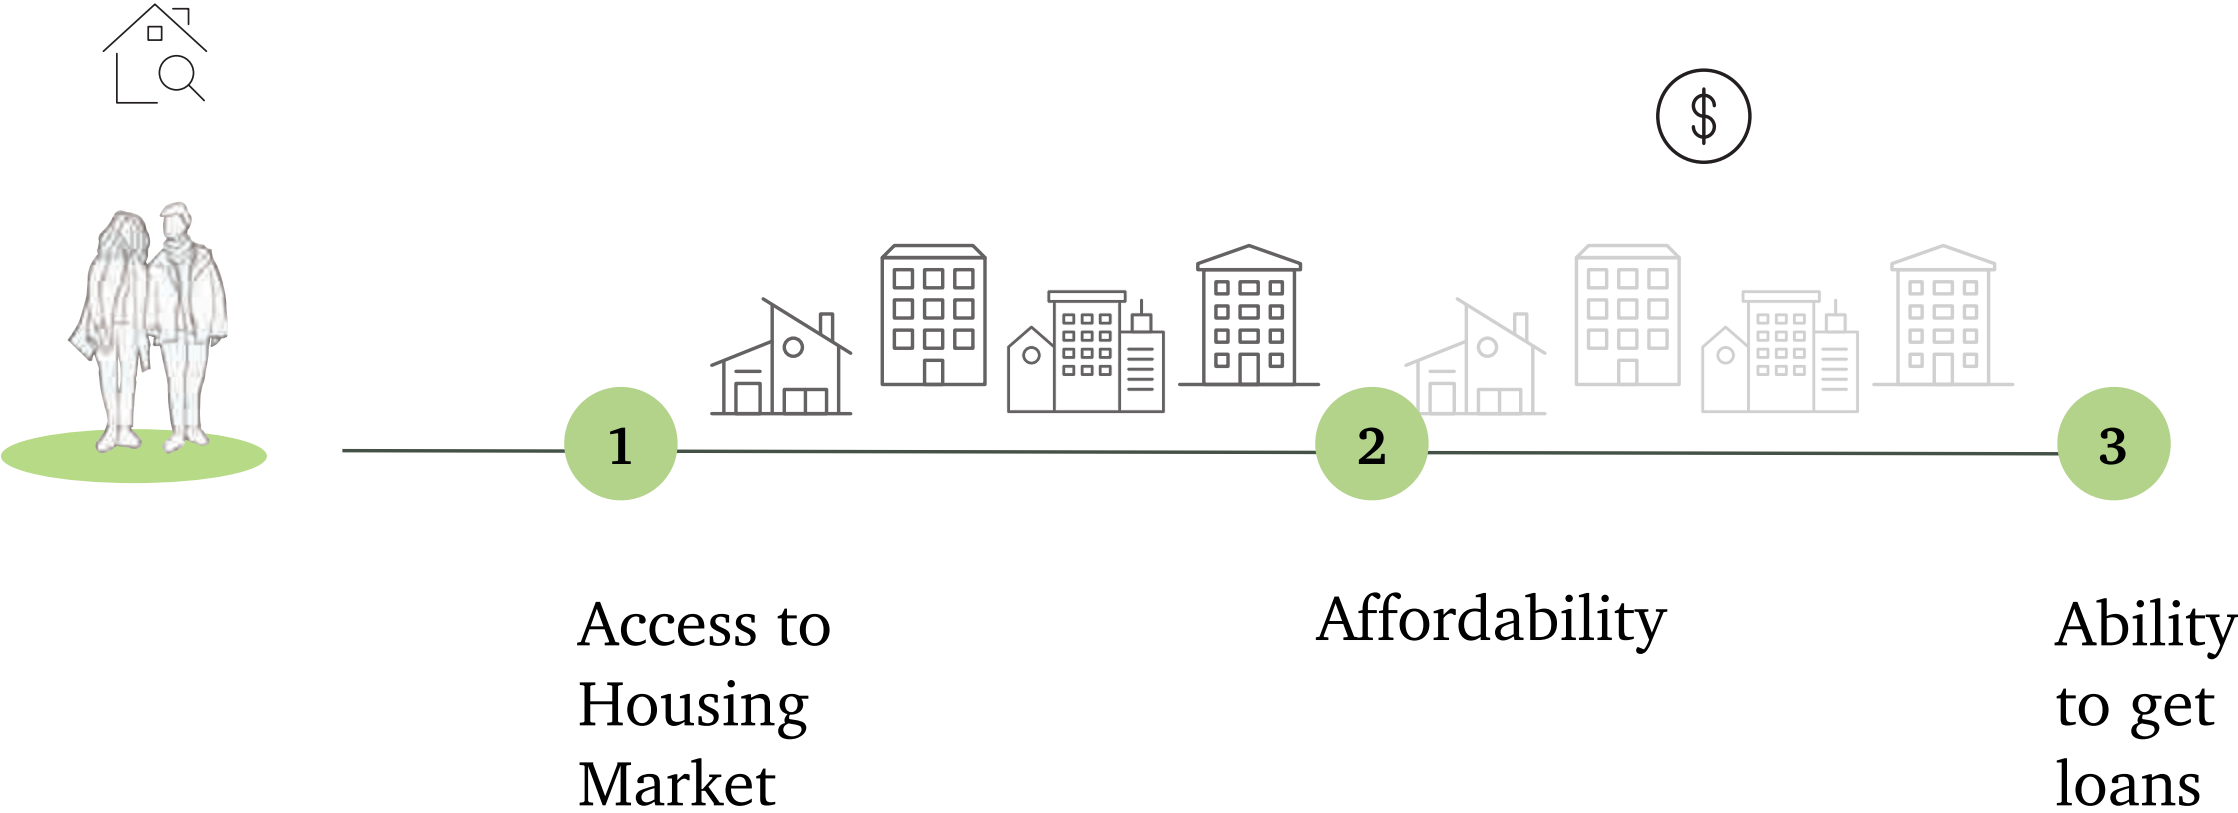 $
1
2
3
Access to
Housing
Market
Affordability
Ability
to get
loans